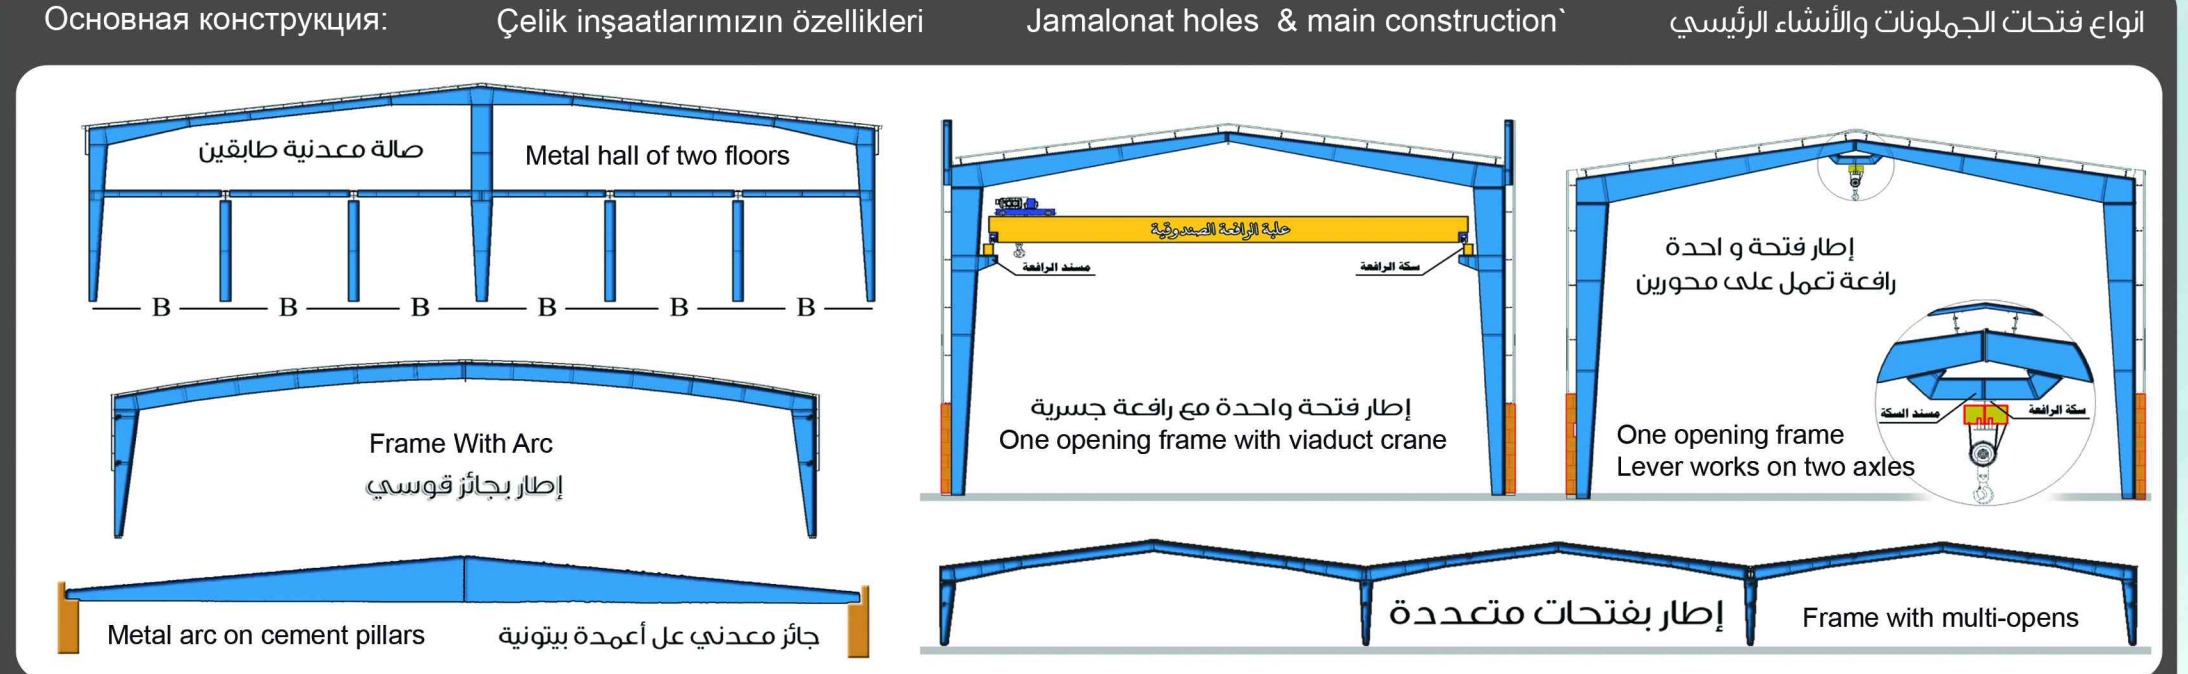 Основная конструкция:
Çelik inşaatlarımızın özellikleri
Jamalonat holes & main construction`
انواع فتحات الجملونات والأنشاء الرئيسي
صالة معدنية طابقين
Metal hall of two floors
B B B B B B
Frame With Arc
إطار بجائز قوسي
Metal arc on cement pillars
جائز معدني عل أعمدة بيتونية
علبة الرافعة الصندوقية
مسند الرافعة
سكة الرافعة
إطار فتحة واحدة مع رافعة جسرية
One opening frame with viaduct crane
إطار فتحة و احدة
رافعة تعمل على محورين
مسند السكة
سكة الرافعة
One opening frame
Lever works on two axles
إطار بفتحات متعددة
Frame with multi-opens